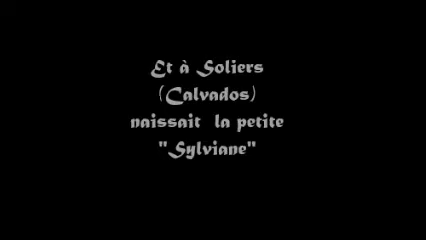 Et à Soliers
(Calvados)
naissait la petite
"Sylviane"